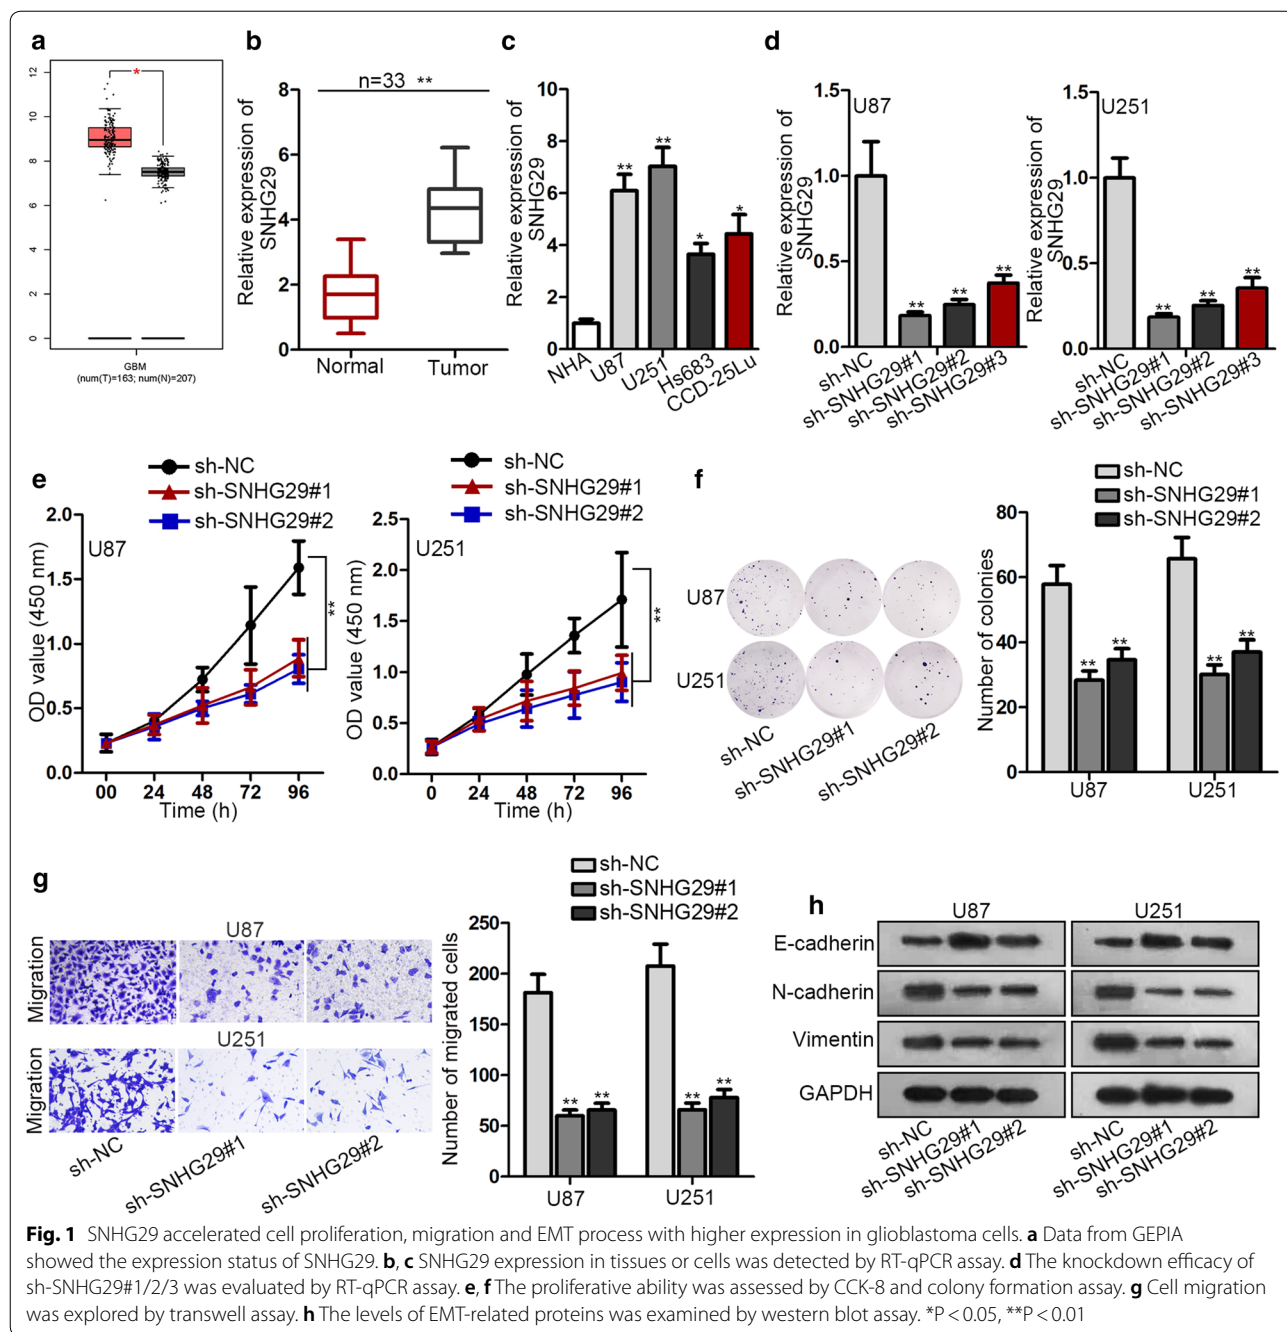 a
12
10
8
6
4
2
0
*
GBM
(num(T)=163; num(N)=207)
b
Relative expression of
SNHG29
8
6
4
2
0
n=33 **
Normal
Tumor
c
Relative expression of
SNHG29
10
8
6
4
2
0
**
**
*
*
NHA
U87
U251
Hs683
CCD-25Lu
d
Relative expression of
SNHG29
1.5
1.0
0.5
0.0
U87
**
**
**
sh-NC
sh-SNHG29#1
sh-SNHG29#2
sh-SNHG29#3
Relative expression of
SNHG29
1.5
1.0
0.5
0.0
U251
**
**
**
sh-NC
sh-SNHG29#1
sh-SNHG29#2
sh-SNHG29#3
e
sh-NC
sh-SNHG29#1
sh-SNHG29#2
U87
OD value (450 nm)
2.0
1.5
1.0
0.5
0.0
**
00 24 48 72 96
Time (h)
sh-NC
sh-SNHG29#1
sh-SNHG29#2
U251
OD value (450 nm)
2.5
2.0
1.5
1.0
0.5
0.0
**
0 24 48 72 96
Time (h)
f
U87
U251
sh-NC
sh-SNHG29#1
sh-SNHG29#2
sh-NC
sh-SNHG29#1
sh-SNHG29#2
Number of colonies
80
60
40
20
0
**
**
**
**
U87
U251
g
U87
Migration
U251
Migration
sh-NC
sh-SNHG29#1
sh-SNHG29#2
sh-NC
sh-SNHG29#1
sh-SNHG29#2
Number of migrated cells
250
200
150
100
50
0
**
**
**
**
U87
U251
h
U87
U251
E-cadherin
N-cadherin
Vimentin
GAPDH
sh-NC
sh-SNHG29#1
sh-SNHG29#2
sh-NC
sh-SNHG29#1
sh-SNHG29#2
Fig. 1 SNHG29 accelerated cell proliferation, migration and EMT process with higher expression in glioblastoma cells. a Data from GEPIA
showed the expression status of SNHG29. b, c SNHG29 expression in tissues or cells was detected by RT-qPCR assay. d The knockdown efficacy of
sh-SNHG29#1/2/3 was evaluated by RT-qPCR assay. e, f The proliferative ability was assessed by CCK-8 and colony formation assay. g Cell migration
was explored by transwell assay. h The levels of EMT-related proteins was examined by western blot assay. *P < 0.05, **P < 0.01